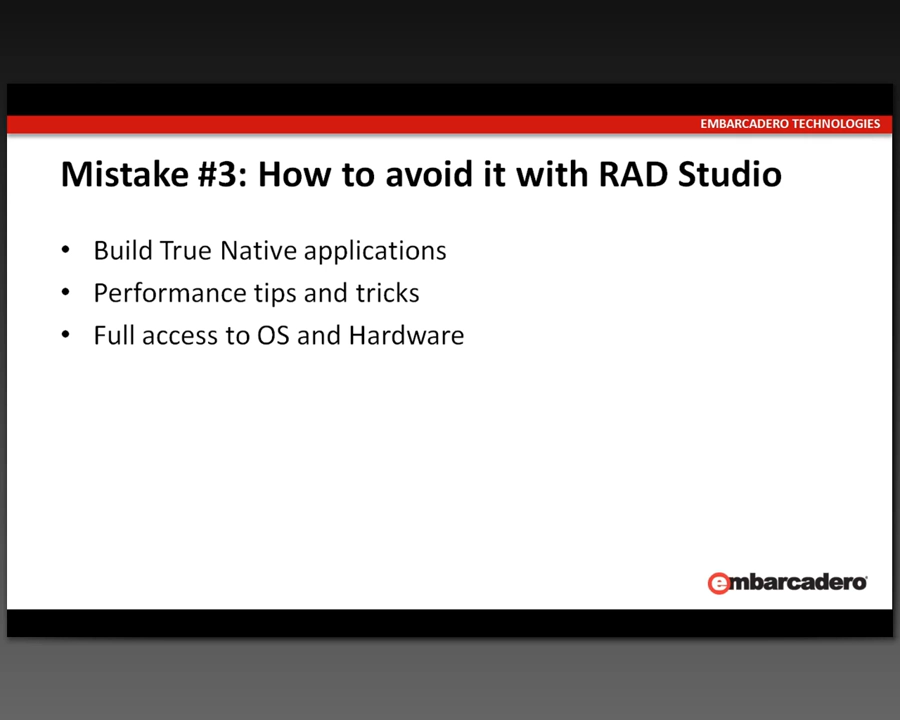 EMBARCADERO TECHNOLOGIES
Mistake #3: How to avoid it with RAD Studio
• Build True Native applications
• Performance tips and tricks
• Full access to OS and Hardware
embarcadero